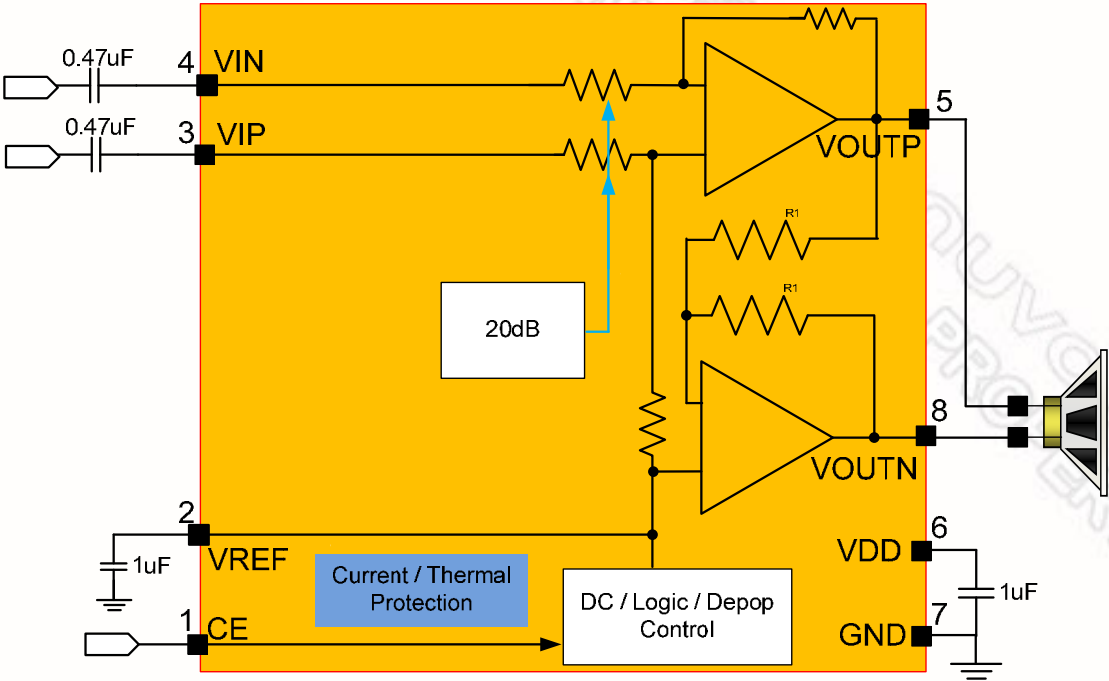 0.47uF
4
VIN
0.47uF
3
VIP
5
VOUTP
R1
R1
20dB
8
VOUTN
2
VREF
1uF
Current / Thermal
Protection
1
CE
DC / Logic / Depop
Control
6
VDD
1uF
7
GND